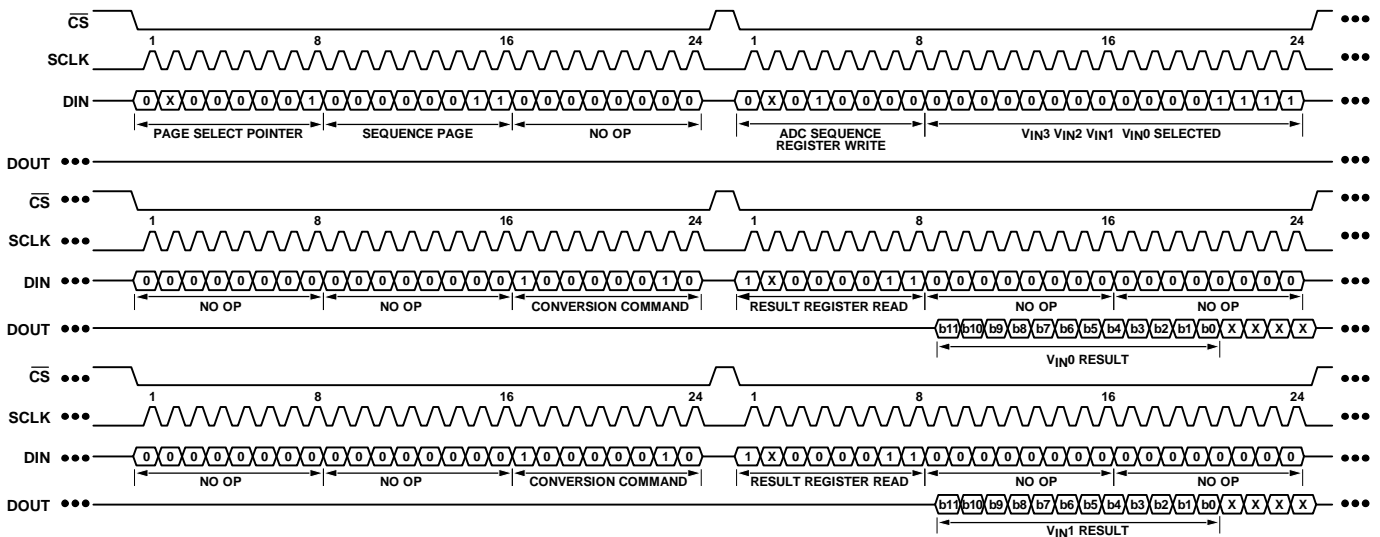 CS
1 8 16 24 1 8 16 24
SCLK
DIN 0 X 0 0 0 0 0 1 0 0 0 0 0 0 1 1 0 0 0 0 0 0 0 0 0 X 0 1 0 0 0 0 0 0 0 0 0 0 0 0 0 0 0 0 1 1 1 1
PAGE SELECT POINTER SEQUENCE PAGE NO OP ADC SEQUENCE REGISTER WRITE VIN3 VIN2 VIN1 VIN0 SELECTED
DOUT
CS
1 8 16 24 1 8 16 24
SCLK
DIN 0 0 0 0 0 0 0 0 0 0 0 0 0 0 0 0 1 0 0 0 0 0 1 0 1 X 0 0 0 0 1 1 0 0 0 0 0 0 0 0 0 0 0 0 0 0 0 0
NO OP NO OP CONVERSION COMMAND RESULT REGISTER READ NO OP NO OP
DOUT b11 b10 b9 b8 b7 b6 b5 b4 b3 b2 b1 b0 X X X X
VIN0 RESULT
CS
1 8 16 24 1 8 16 24
SCLK
DIN 0 0 0 0 0 0 0 0 0 0 0 0 0 0 0 0 1 0 0 0 0 0 1 0 1 X 0 0 0 0 1 1 0 0 0 0 0 0 0 0 0 0 0 0 0 0 0 0
NO OP NO OP CONVERSION COMMAND RESULT REGISTER READ NO OP NO OP
DOUT b11 b10 b9 b8 b7 b6 b5 b4 b3 b2 b1 b0 X X X X
VIN1 RESULT